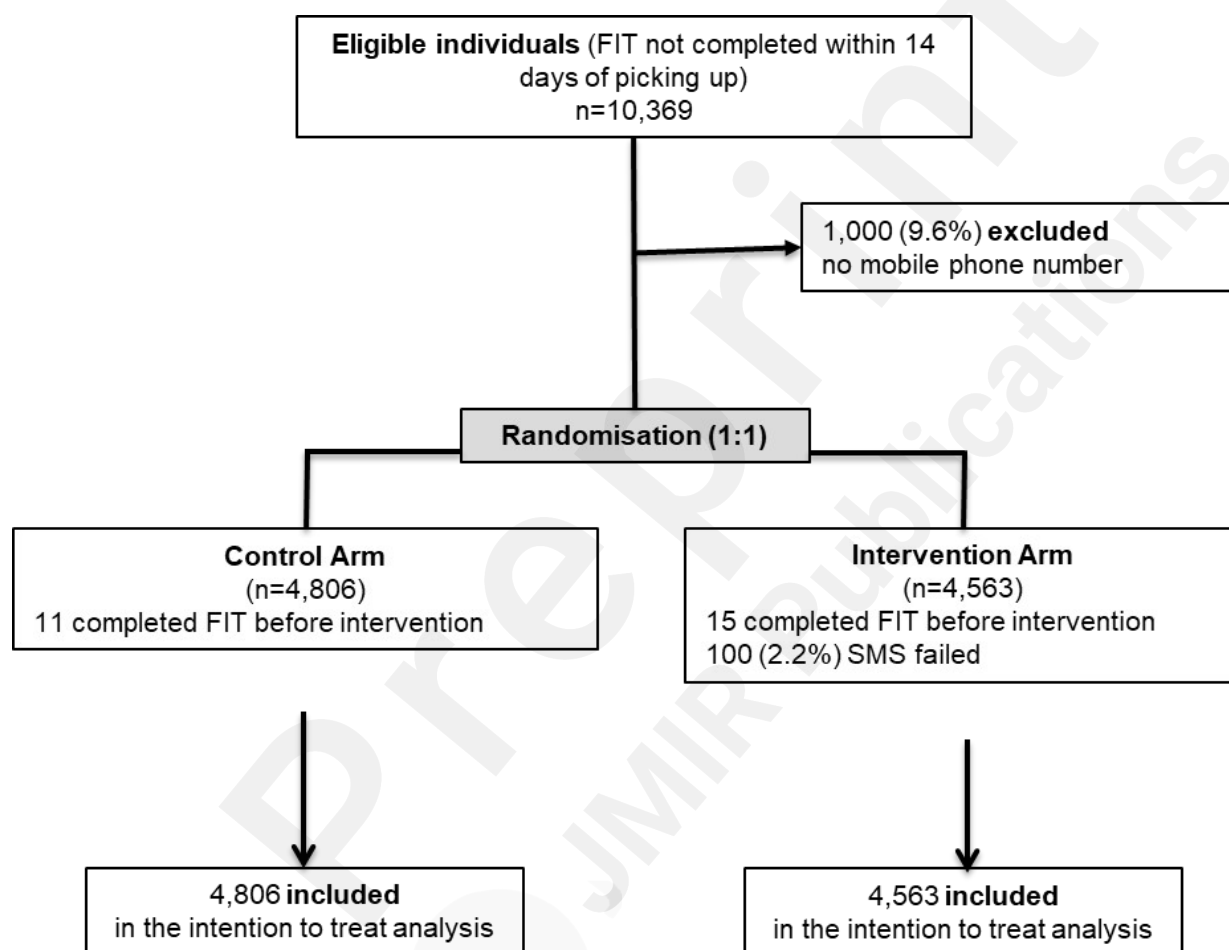 Eligible individuals (FIT not completed within 14
days of picking up)
n=10,369
1,000 (9.6%) excluded
no mobile phone number
Randomisation (1:1)
Control Arm
(n=4,806)
11 completed FIT before intervention
Intervention Arm
(n=4,563)
15 completed FIT before intervention
100 (2.2%) SMS failed
4,806 included
in the intention to treat analysis
4,563 included
in the intention to treat analysis
Preprint
JMIR Publications